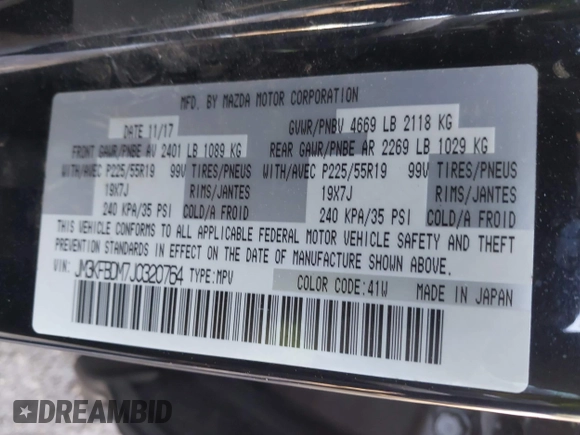 MFD. BY MAZDA MOTOR CORPORATION
DATE 11/17 GVWR/PNBV 4669 LB 2118 KG
FRONT GAWR/PNBE AV 2401 LB 1089 KG REAR GAWR/PNBE AR 2269 LB 1029 KG
WITH/AVEC P225/55R19 99V TIRES/PNEUS WITH/AVEC P225/55R19 99V TIRES/PNEUS
19X7J RIMS/JANTES 19X7J RIMS/JANTES
240 KPA/35 PSI COLD/A FROID 240 KPA/35 PSI COLD/A FROID
THIS VEHICLE CONFORMS TO ALL APPLICABLE FEDERAL MOTOR VEHICLE SAFETY AND THEFT
PREVENTION STANDARDS IN EFFECT ON THE DATE OF MANUFACTURE SHOWN ABOVE.
VIN: JM3KFBDM7J0320764 TYPE:MPV COLOR CODE:41W MADE IN JAPAN
DREAMBID